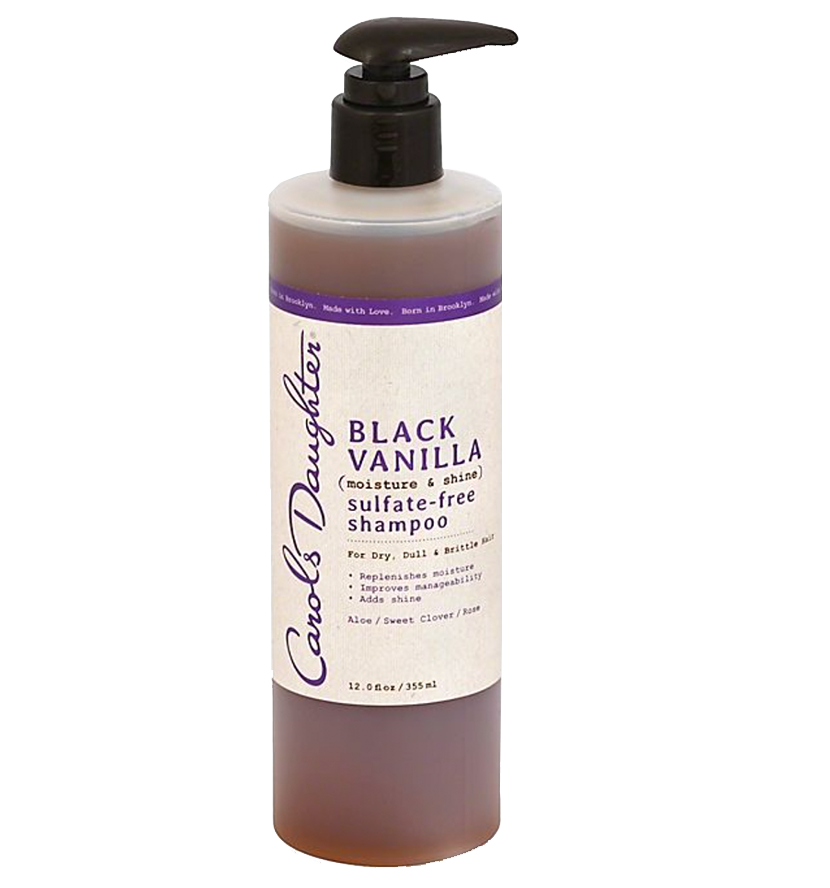 in Brooklyn. Made with Love. Born in Brooklyn. Made
Carol's Daughter®
BLACK
VANILLA
(moisture & shine)
sulfate-free
shampoo
For Dry, Dull & Brittle Hair
• Replenishes moisture
• Improves manageability
• Adds shine
Aloe / Sweet Clover / Rose
12.0 fl oz / 355 ml